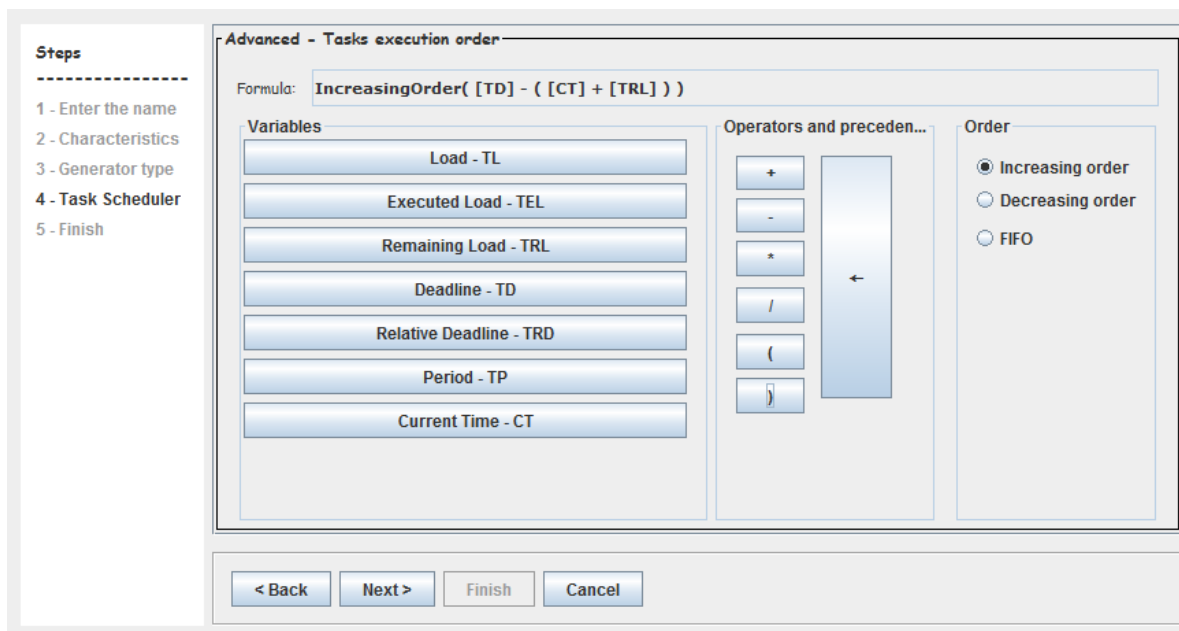 Steps
----------------
1 - Enter the name
2 - Characteristics
3 - Generator type
4 - Task Scheduler
5 - Finish
Advanced - Tasks execution order
Formula: IncreasingOrder( [TD] - ( [CT] + [TRL] ) )
Variables
Load - TL
Executed Load - TEL
Remaining Load - TRL
Deadline - TD
Relative Deadline - TRD
Period - TP
Current Time - CT
Operators and preceden...
+
-
*
/
(
)
←
Order
Increasing order
Decreasing order
FIFO
< Back Next > Finish Cancel